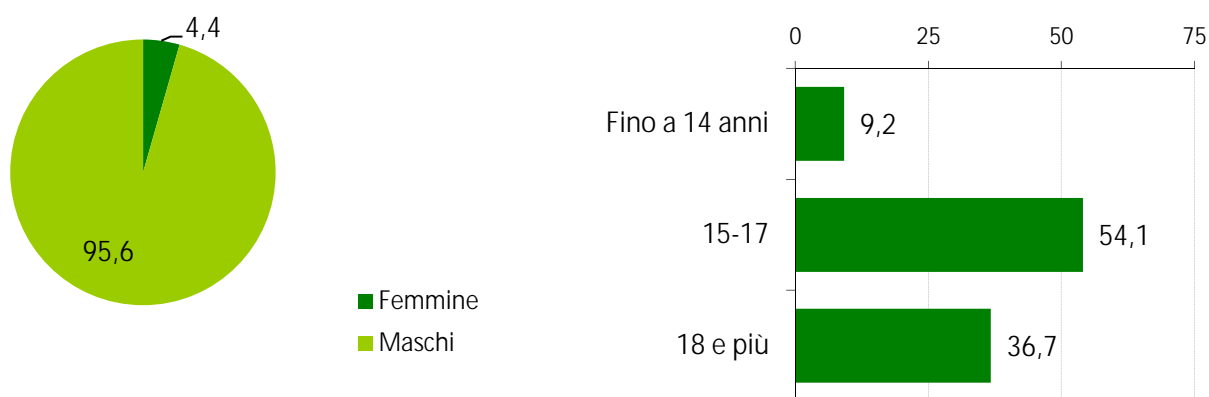 4,4
95,6
Femmine
Maschi
0 25 50 75
Fino a 14 anni 9,2
15-17 54,1
18 e più 36,7